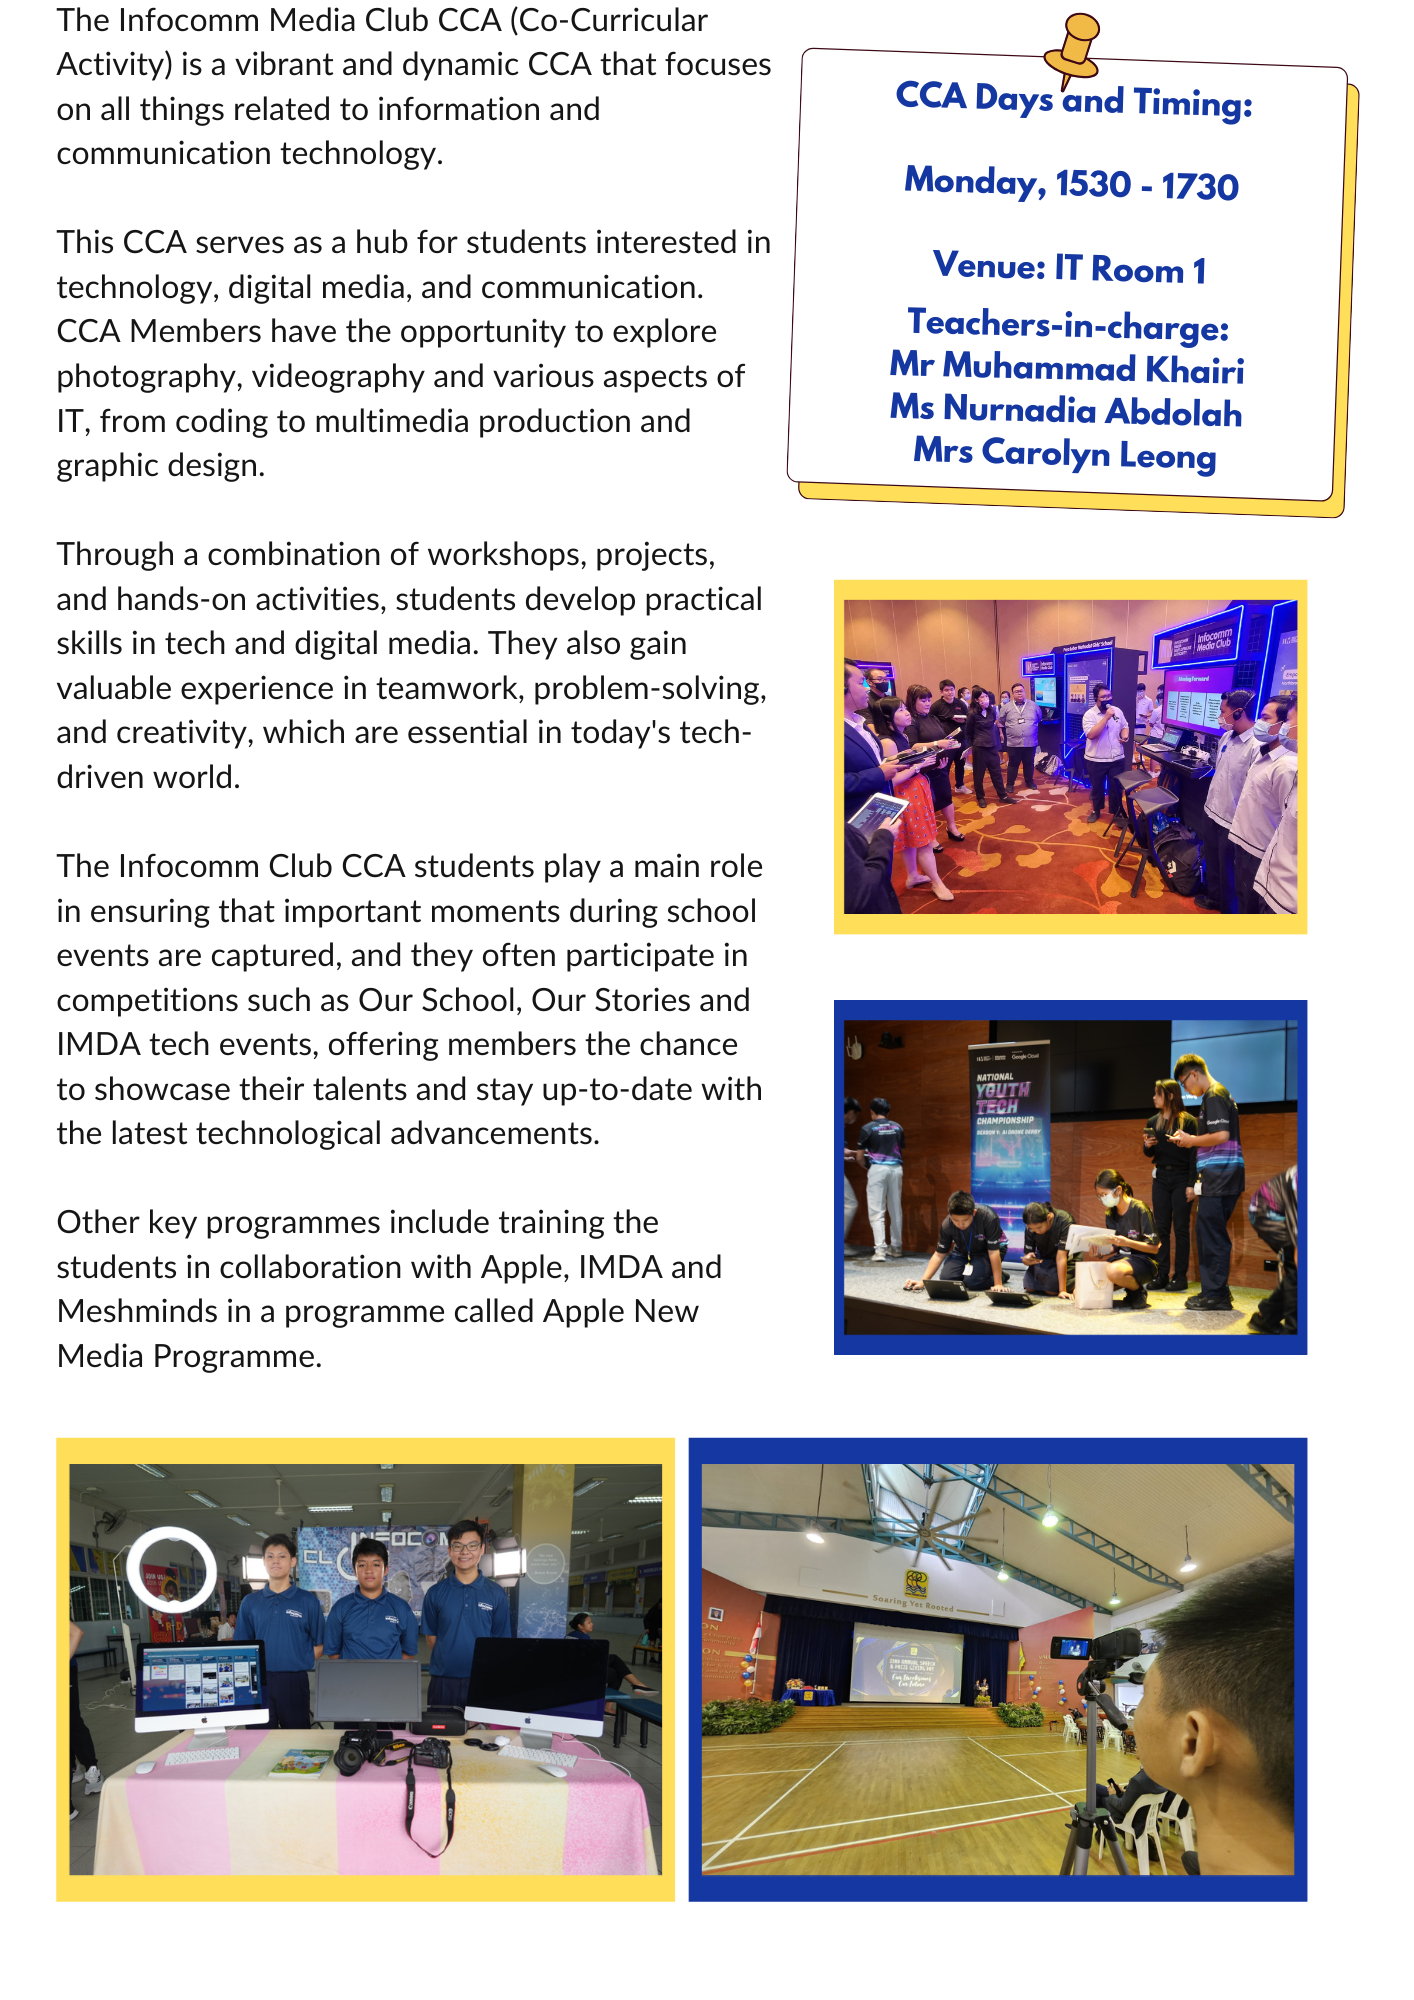 The Infocomm Media Club CCA (Co-Curricular
Activity) is a vibrant and dynamic CCA that focuses
on all things related to information and
communication technology.
This CCA serves as a hub for students interested in
technology, digital media, and communication.
CCA Members have the opportunity to explore
photography, videography and various aspects of
IT, from coding to multimedia production and
graphic design.
Through a combination of workshops, projects,
and hands-on activities, students develop practical
skills in tech and digital media. They also gain
valuable experience in teamwork, problem-solving,
and creativity, which are essential in today's tech-
driven world.
The Infocomm Club CCA students play a main role
in ensuring that important moments during school
events are captured, and they often participate in
competitions such as Our School, Our Stories and
IMDA tech events, offering members the chance
to showcase their talents and stay up-to-date with
the latest technological advancements.
Other key programmes include training the
students in collaboration with Apple, IMDA and
Meshminds in a programme called Apple New
Media Programme.
CCA Days and Timing:
Monday, 1530 - 1730
Venue: IT Room 1
Teachers-in-charge:
Mr Muhammad Khairi
Ms Nurnadia Abdolah
Mrs Carolyn Leong
Infocomm
Media Club
Moving Forward
Google Cloud
NATIONAL
YOUTH
TECH
CHAMPIONSHIP
SEASON 4: AI DRONE DERBY
INFOCOM
CL
Soaring Yet Rooted